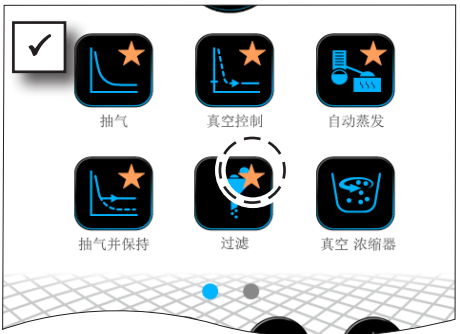 抽气
真空控制
自动蒸发
抽气并保持
过滤
真空 浓缩器